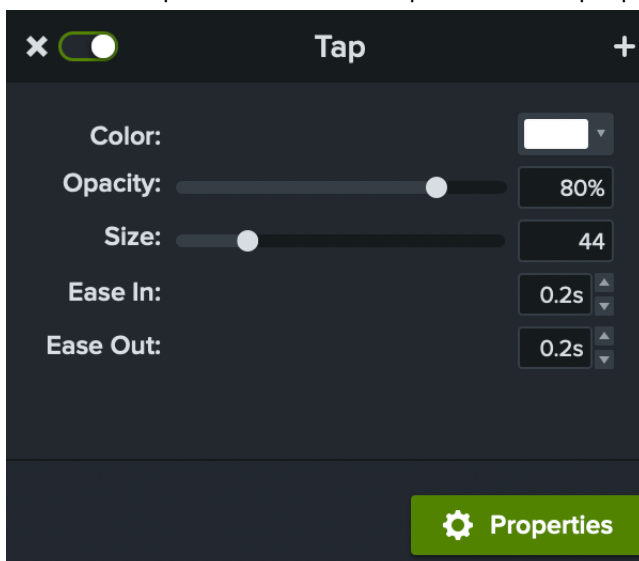 Tap
Color:
Opacity: 80%
Size: 44
Ease In: 0.2s
Ease Out: 0.2s
Properties